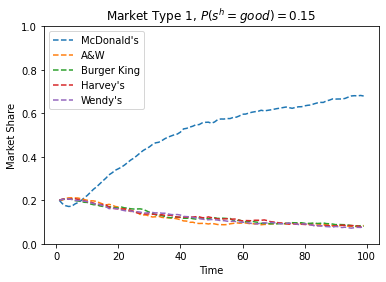 Market Type 1, P(s^h = good) = 0.15
1.0
0.8
0.6
0.4
0.2
0.0
Market Share
McDonald's
A&W
Burger King
Harvey's
Wendy's
0 20 40 60 80 100
Time